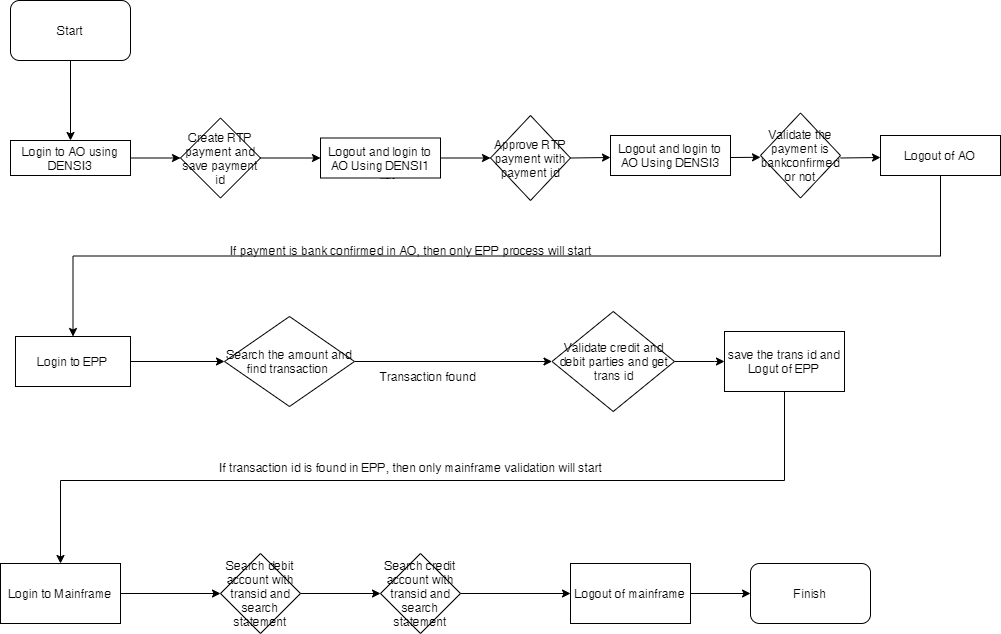 Start
Login to AO using
DENSI3
Create RTP
payment and
save payment
id
Logout and login to
AO Using DENSI1
Approve RTP
payment with
payment id
Logout and login to
AO Using DENSI3
Validate the
payment is
bankconfirmed
or not
Logout of AO
If payment is bank confirmed in AO, then only EPP process will start
Login to EPP
Search the amount and
find transaction
Transaction found
Validate credit and
debit parties and get
trans id
save the trans id and
Logut of EPP
If transaction id is found in EPP, then only mainframe validation will start
Login to Mainframe
Search debit
account with
transid and
search
statement
Search credit
account with
transid and
search
statement
Logout of mainframe
Finish